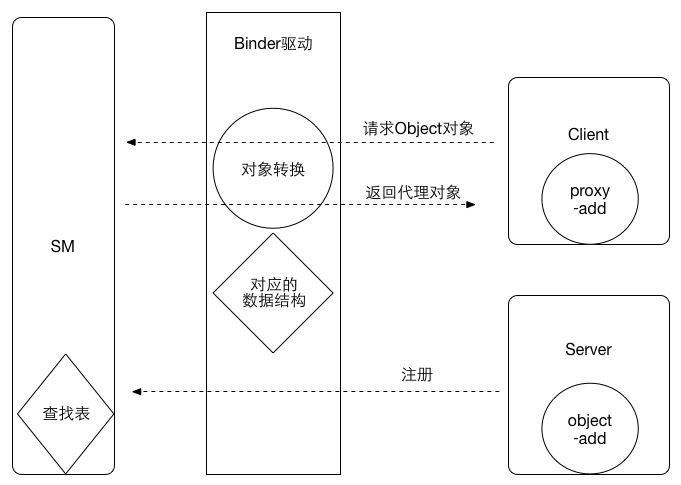 Binder驱动
请求Object对象
Client
对象转换
proxy
-add
返回代理对象
SM
对应的
数据结构
Server
注册
查找表
object
-add